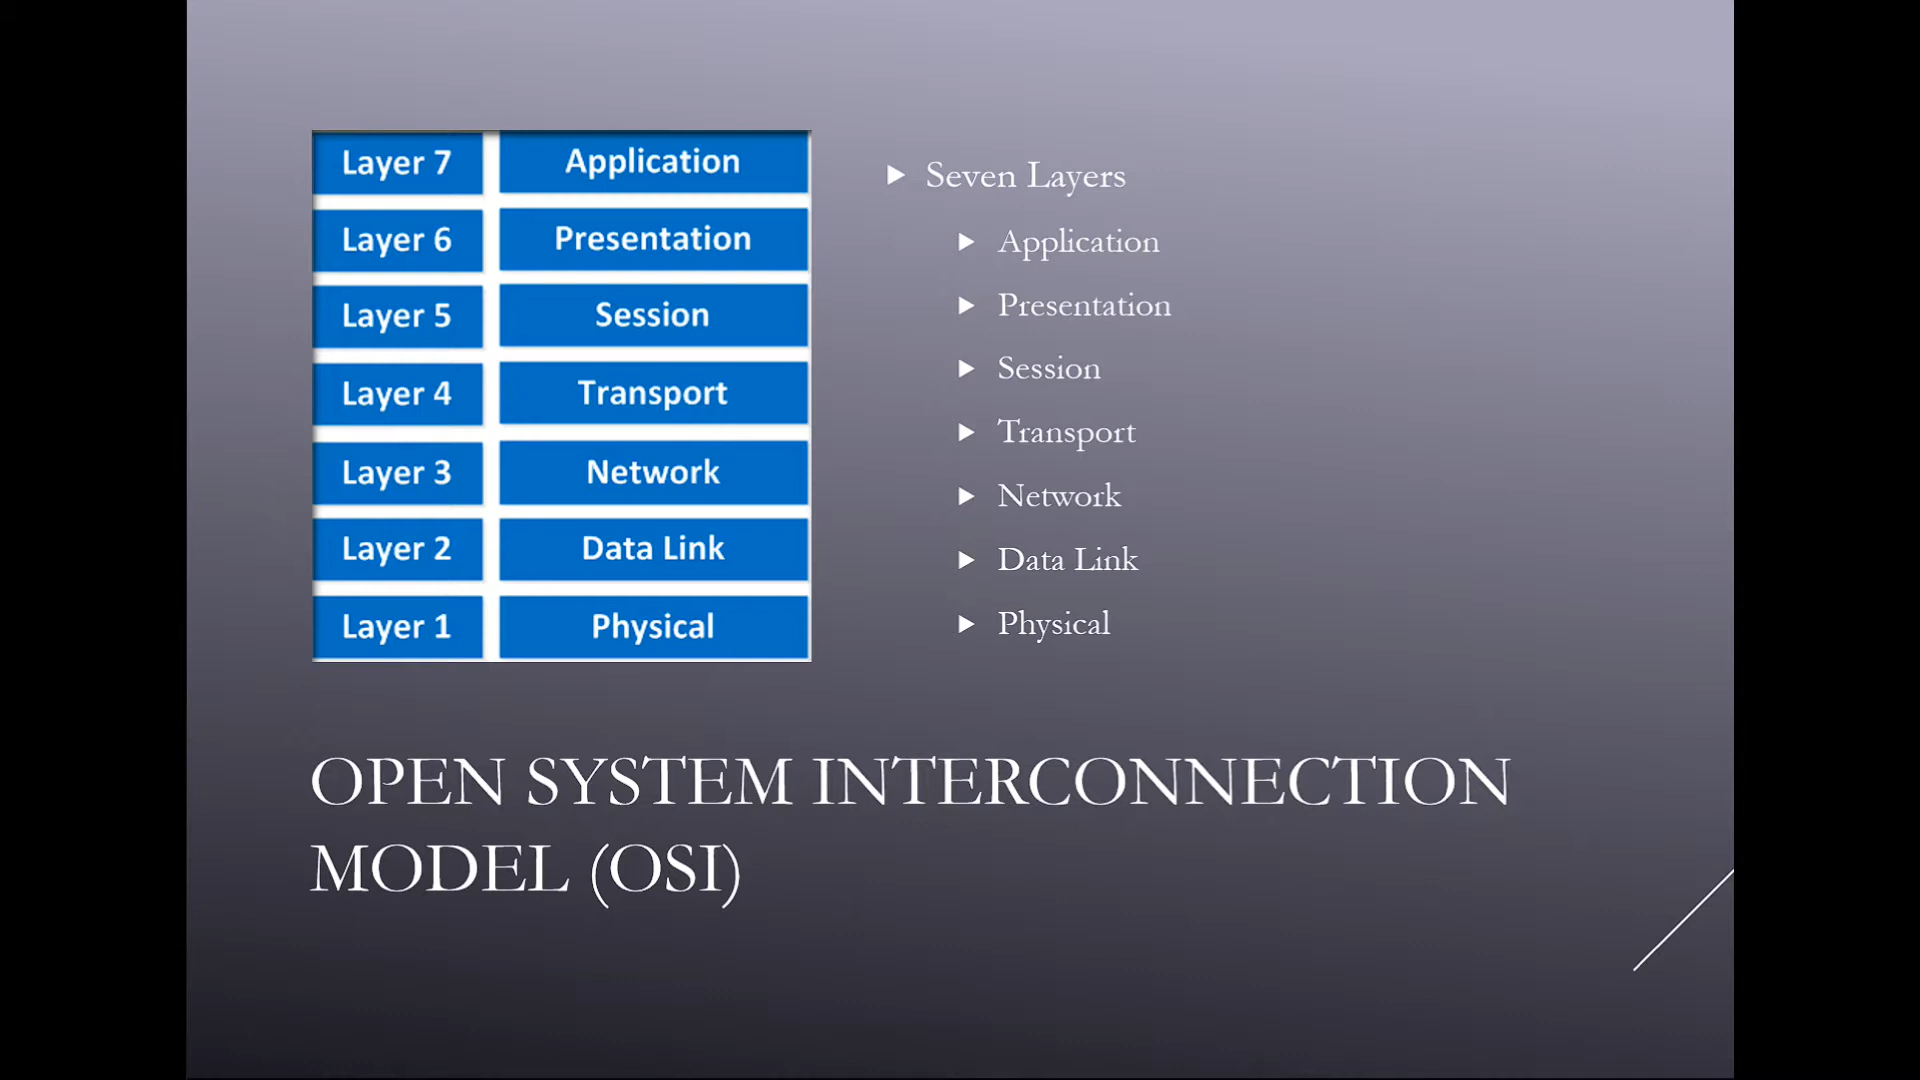 Layer 7 Application
Layer 6 Presentation
Layer 5 Session
Layer 4 Transport
Layer 3 Network
Layer 2 Data Link
Layer 1 Physical
Seven Layers
Application
Presentation
Session
Transport
Network
Data Link
Physical
OPEN SYSTEM INTERCONNECTION
MODEL (OSI)